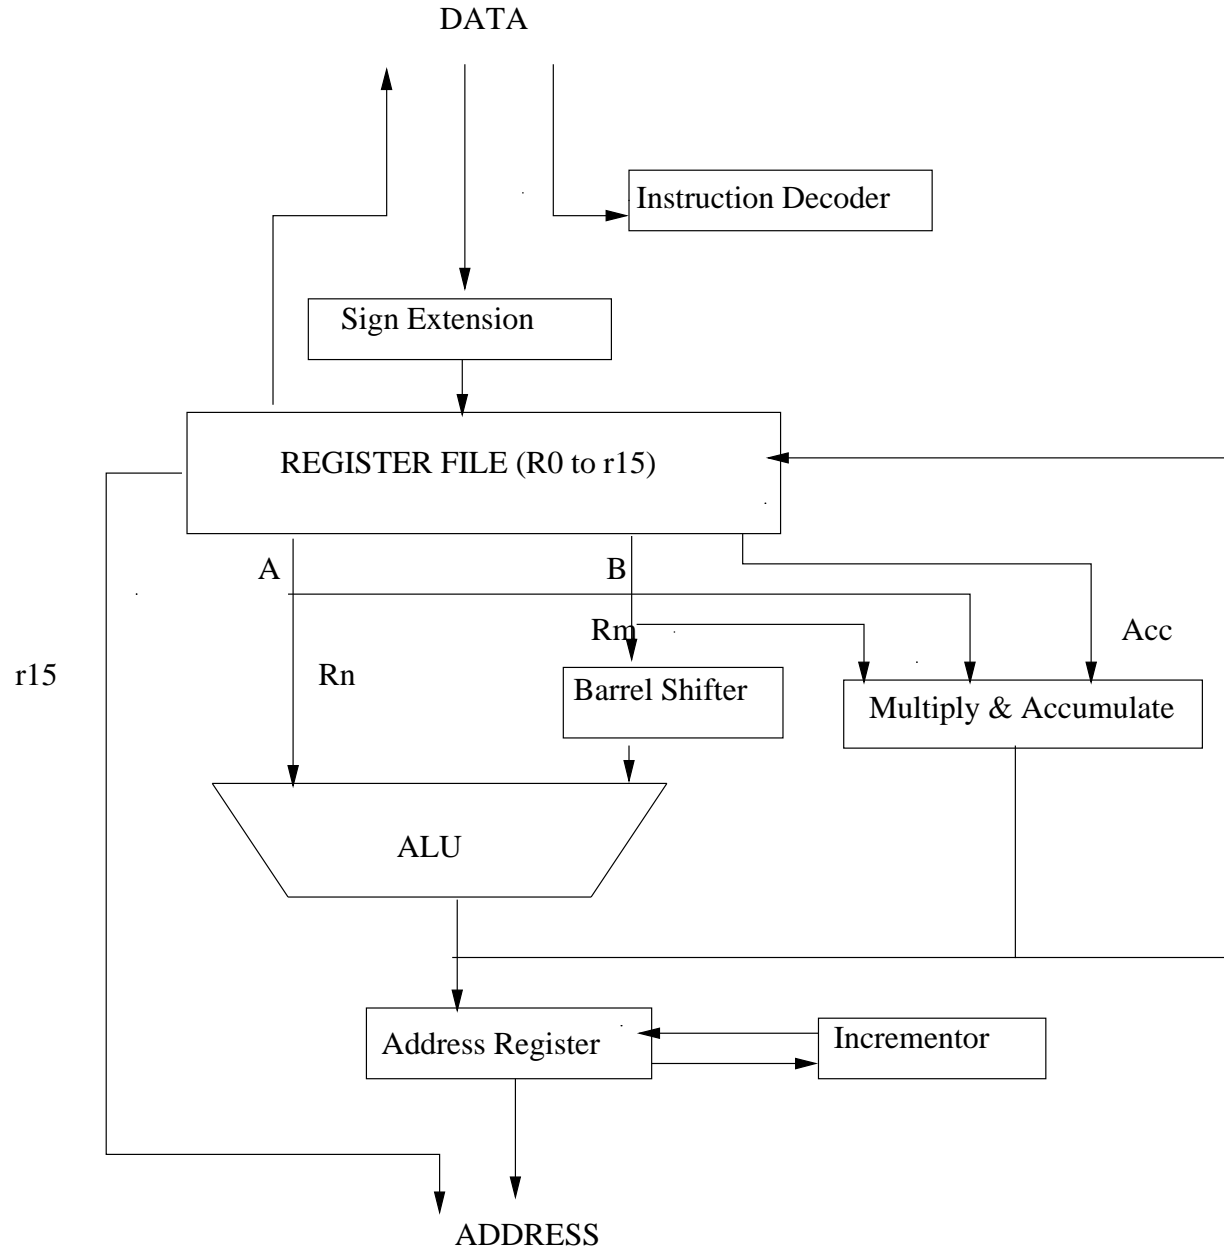 DATA
Instruction Decoder
Sign Extension
REGISTER FILE (R0 to r15)
A
B
Rm
Acc
r15
Rn
Barrel Shifter
Multiply & Accumulate
ALU
Address Register
Incrementor
ADDRESS